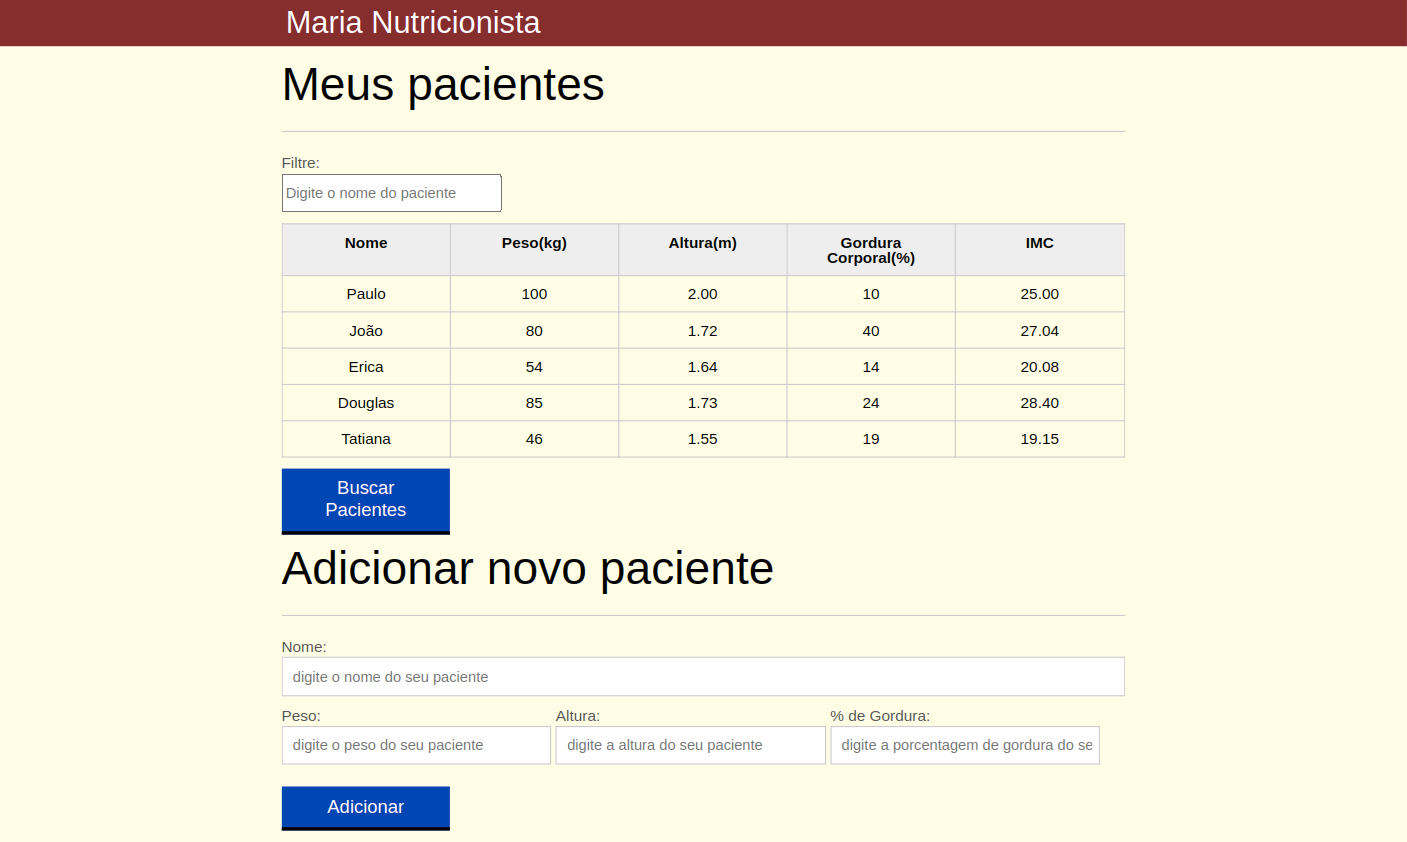 Maria Nutricionista
Meus pacientes
Filtre:
Digite o nome do paciente
Nome Peso(kg) Altura(m) Gordura Corporal(%) IMC
Paulo 100 2.00 10 25.00
João 80 1.72 40 27.04
Erica 54 1.64 14 20.08
Douglas 85 1.73 24 28.40
Tatiana 46 1.55 19 19.15
Buscar
Pacientes
Adicionar novo paciente
Nome:
digite o nome do seu paciente
Peso: Altura: % de Gordura:
digite o peso do seu paciente digite a altura do seu paciente digite a porcentagem de gordura do se
Adicionar